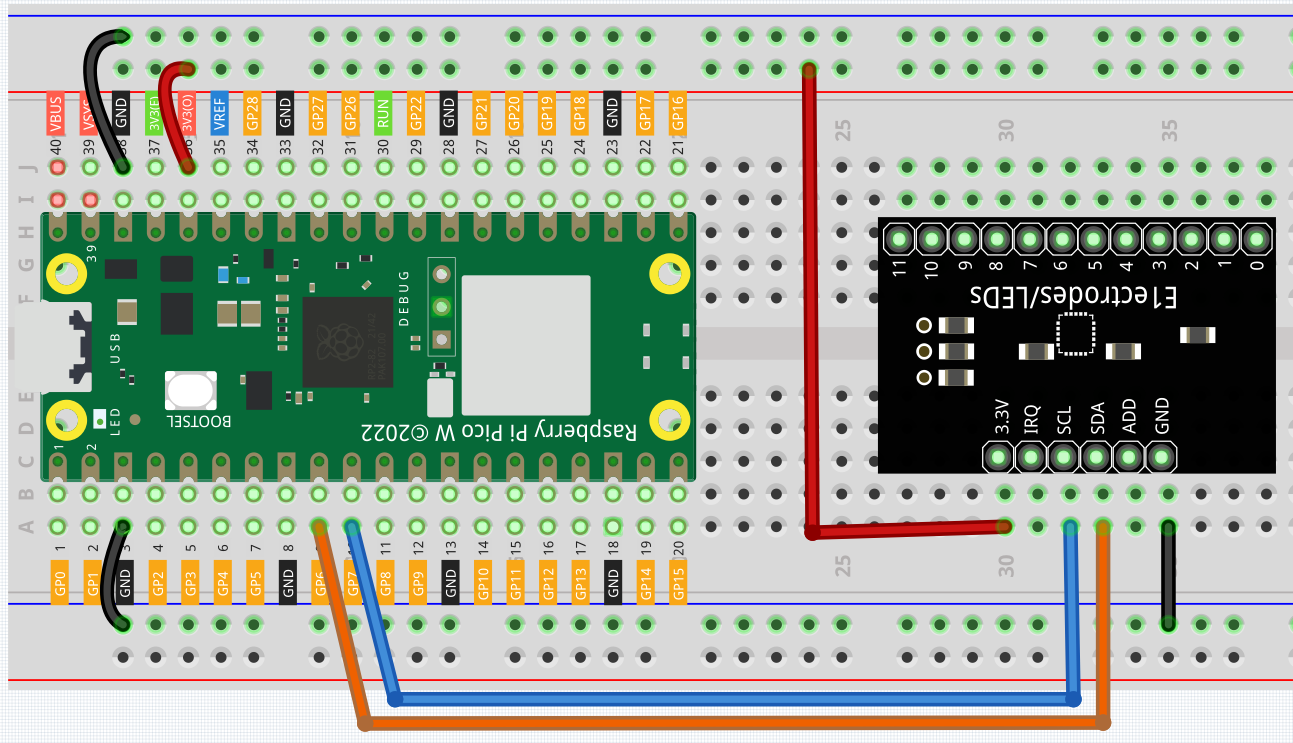 VBUS VSYS GND 3V3(E) 3V3(O) VREF GP28 GND GP27 GP26 RUN GP22 GND GP21 GP20 GP19 GP18 GND GP17 GP16
40 39 38 37 36 35 34 33 32 31 30 29 28 27 26 25 24 23 22 21
25 30 35
J
I
H
G
F
39
DEBUG
USB
BOOTSEL
LED
1 2
Raspberry Pi Pico W ©2022
11 10 9 8 7 6 5 4 3 2 1 0
E1ectrodes/LEDs
3.3V IRQ SCL SDA ADD GND
E
D
C
B
A
1 2 3 4 5 6 7 8 9 10 11 12 13 14 15 16 17 18 19 20
25 30
GP0 GP1 GND GP2 GP3 GP4 GP5 GND GP6 GP7 GP8 GP9 GND GP10 GP11 GP12 GP13 GND GP14 GP15